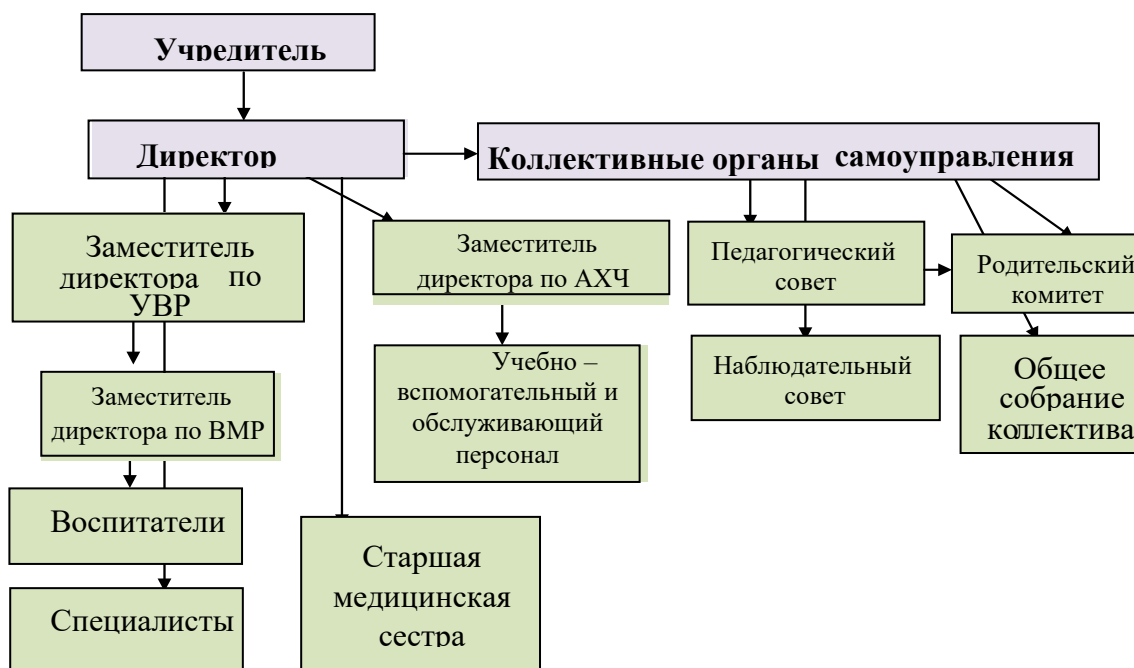 Учредитель
Директор
Коллективные органы самоуправления
Заместитель
директора по
УВР
Заместитель
директора по АХЧ
Педагогический
совет
Родительский
комитет
Заместитель
директора по ВМР
Учебно –
вспомогательный и
обслуживающий
персонал
Наблюдательный
совет
Общее
собрание
коллектива
Воспитатели
Специалисты
Старшая
медицинская
сестра